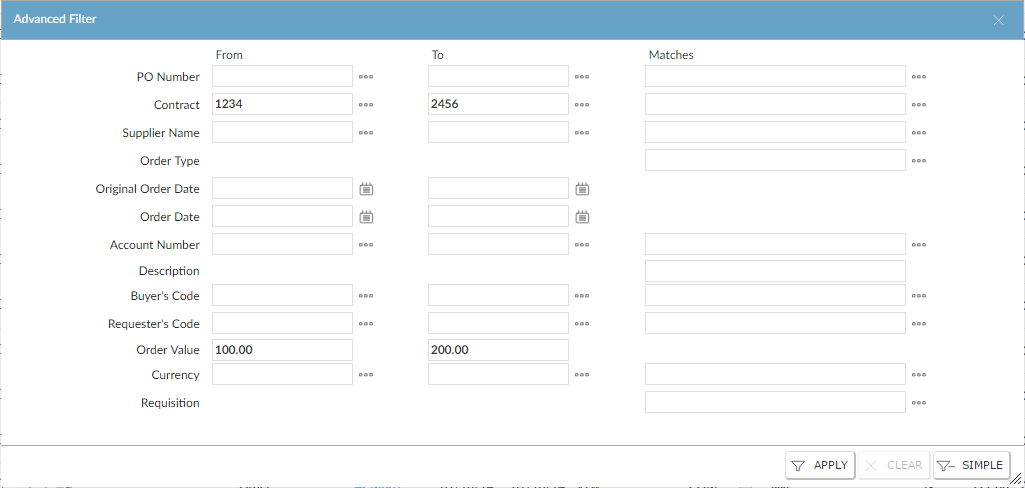 Advanced Filter
From To Matches
PO Number
Contract 1234 2456
Supplier Name
Order Type
Original Order Date
Order Date
Account Number
Description
Buyer's Code
Requester's Code
Order Value 100.00 200.00
Currency
Requisition
APPLY CLEAR SIMPLE